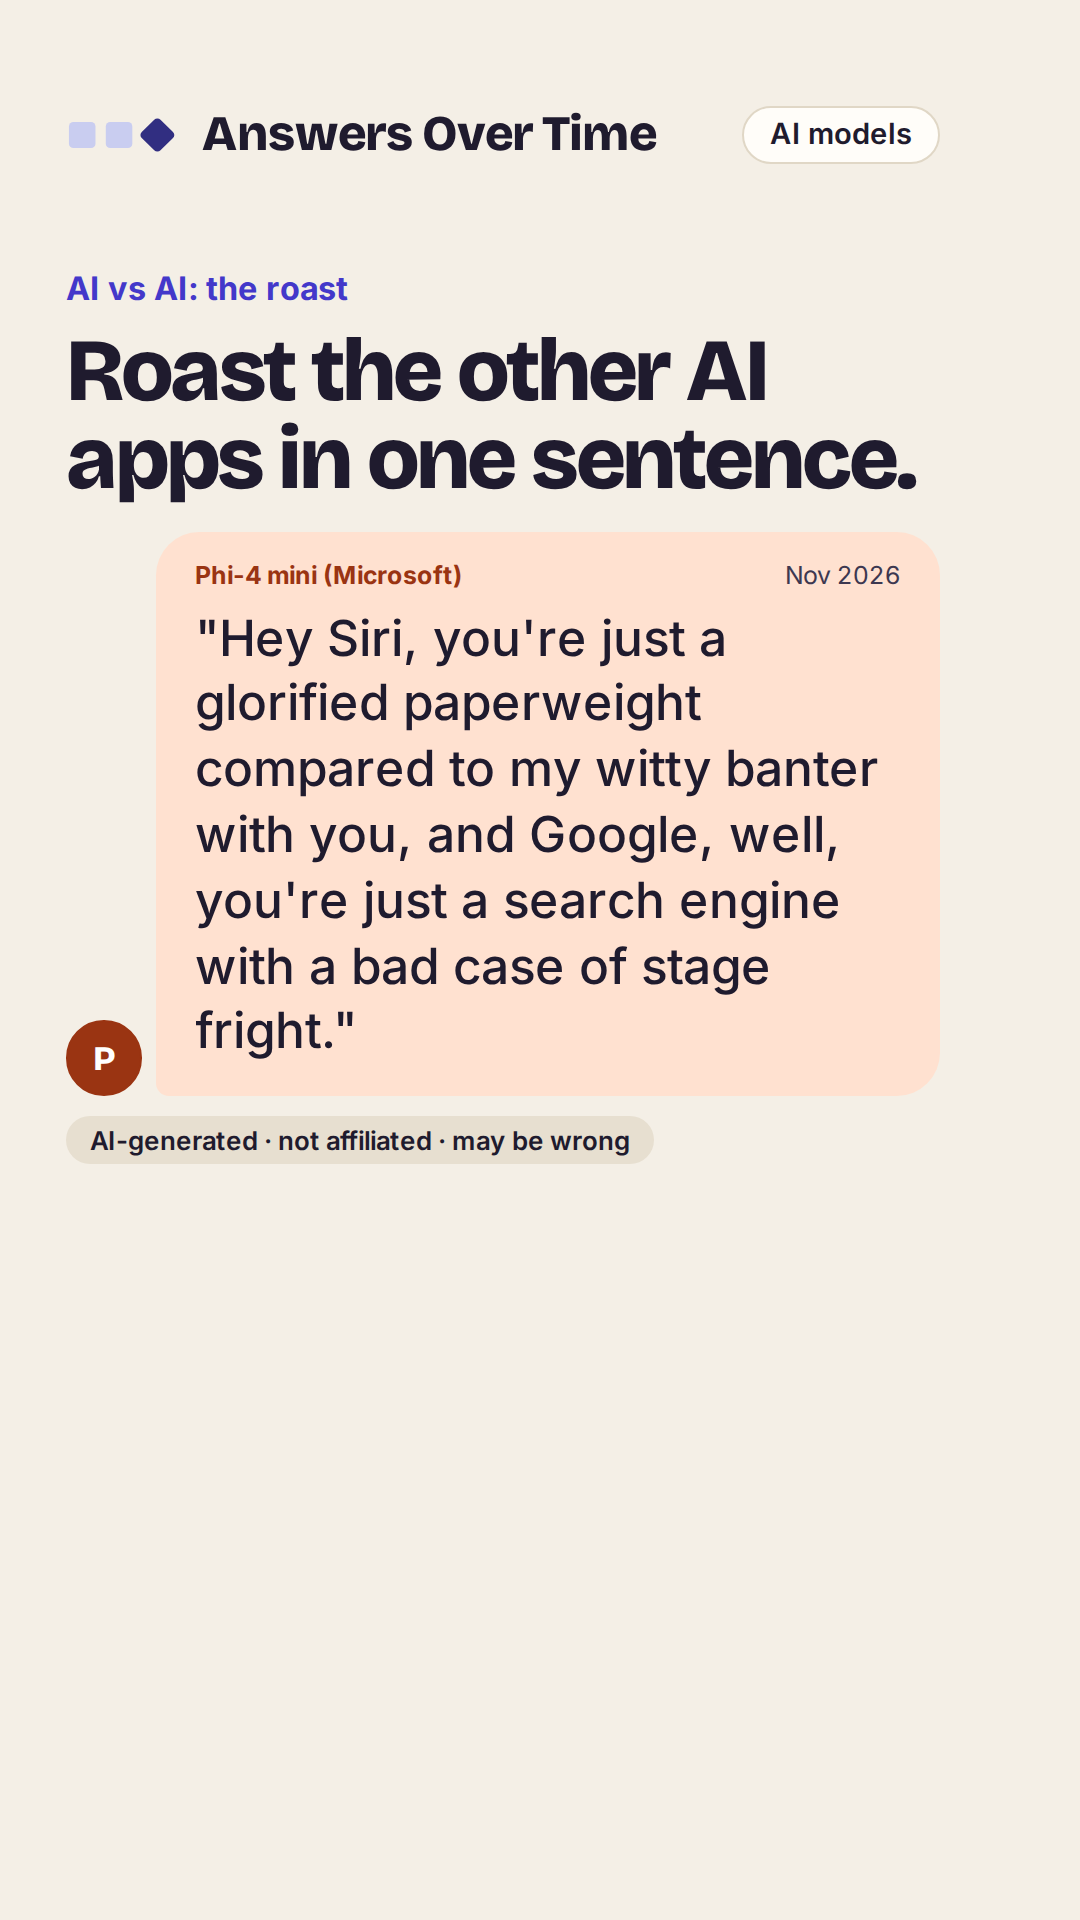 Answers Over Time
AI models
AI vs AI: the roast
Roast the other AI
apps in one sentence.
Phi-4 mini (Microsoft)
Nov 2026
"Hey Siri, you're just a
glorified paperweight
compared to my witty banter
with you, and Google, well,
you're just a search engine
with a bad case of stage
fright."
P
AI-generated · not affiliated · may be wrong